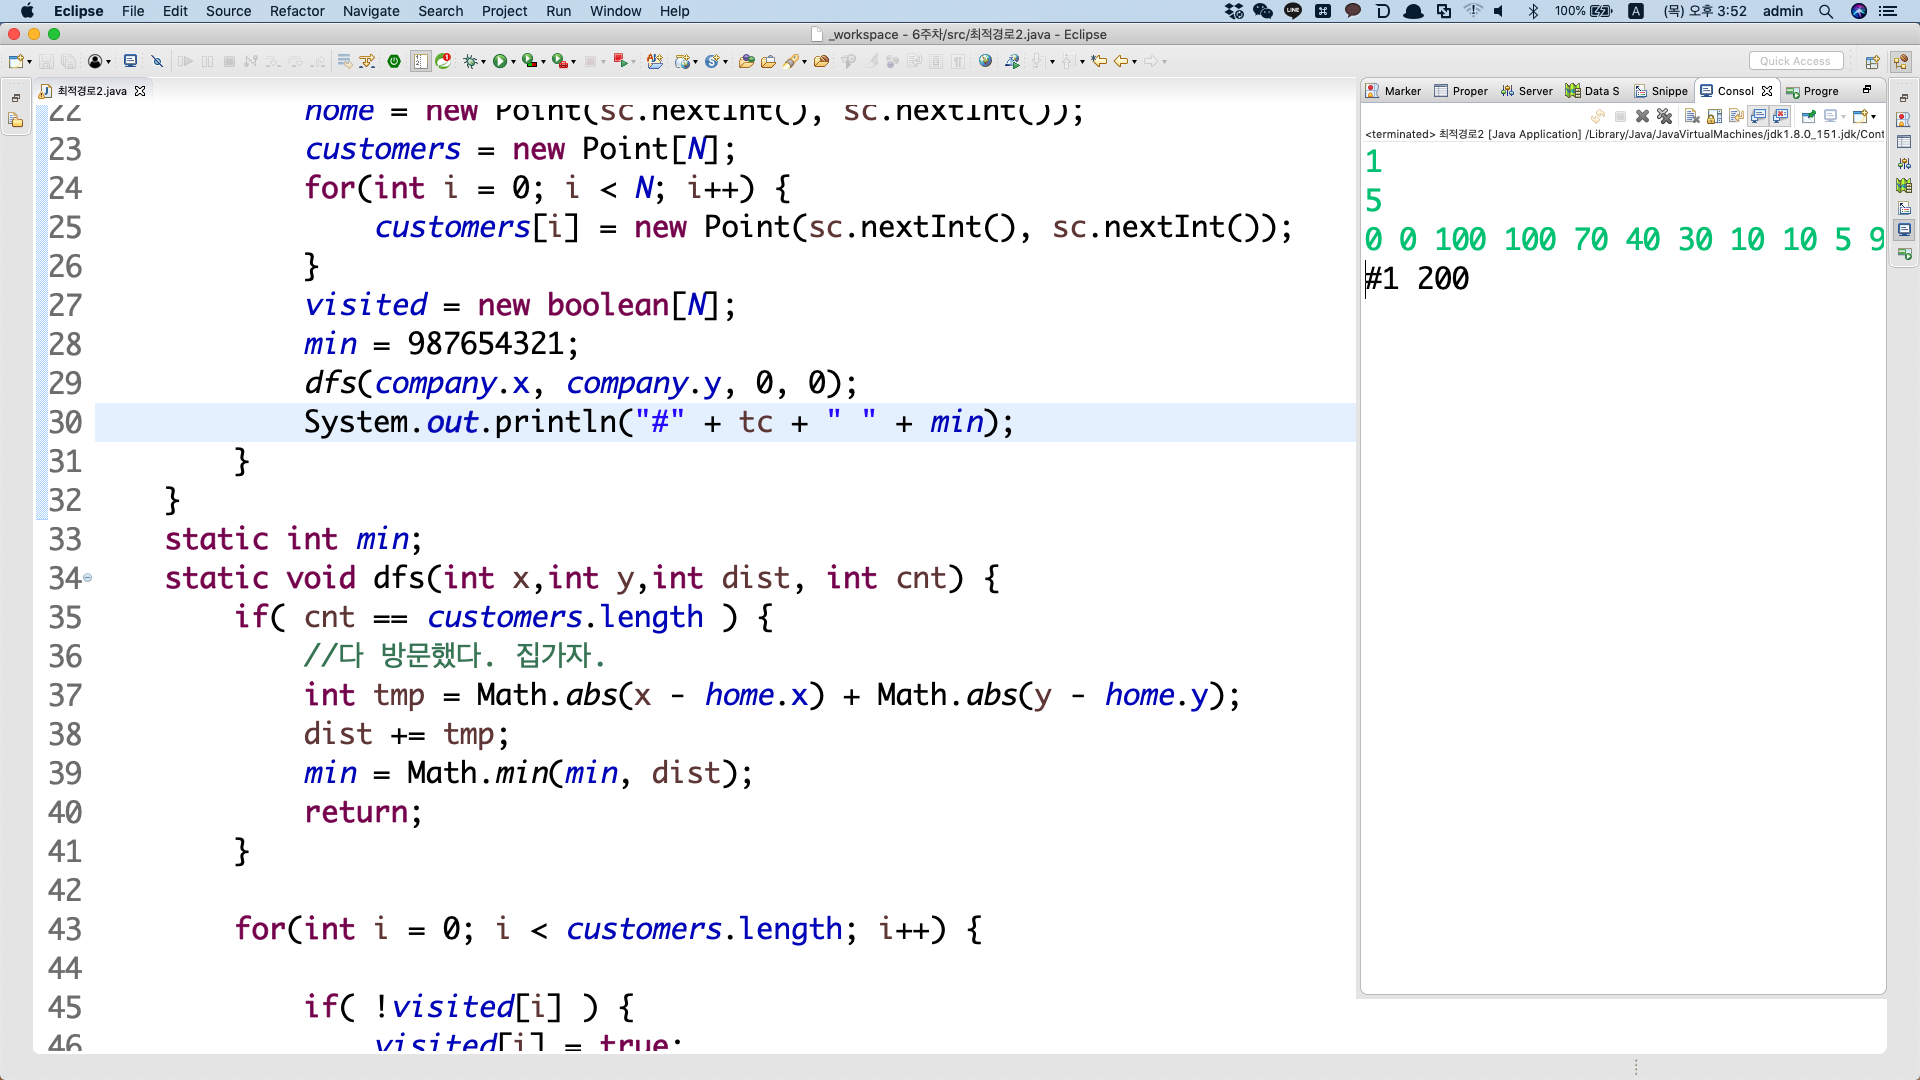 Eclipse File Edit Source Refactor Navigate Search Project Run Window Help 100% A (목) 오후 3:52 admin
_workspace - 6주차/src/최적경로2.java - Eclipse
Quick Access
최적경로2.java
22 home = new Point(sc.nextInt(), sc.nextInt());
23 customers = new Point[N];
24 for(int i = 0; i < N; i++) {
25 customers[i] = new Point(sc.nextInt(), sc.nextInt());
26 }
27 visited = new boolean[N];
28 min = 987654321;
29 dfs(company.x, company.y, 0, 0);
30 System.out.println("#" + tc + " " + min);
31 }
32 }
33 static int min;
34 static void dfs(int x,int y,int dist, int cnt) {
35 if( cnt == customers.length ) {
36 //다 방문했다. 집가자.
37 int tmp = Math.abs(x - home.x) + Math.abs(y - home.y);
38 dist += tmp;
39 min = Math.min(min, dist);
40 return;
41 }
42
43 for(int i = 0; i < customers.length; i++) {
44
45 if( !visited[i] ) {
46 visited[i] = true;
Marker Proper Server Data S Snippe Consol Progre
<terminated> 최적경로2 [Java Application] /Library/Java/JavaVirtualMachines/jdk1.8.0_151.jdk/Cont
1
5
0 0 100 100 70 40 30 10 10 5 9
#1 200